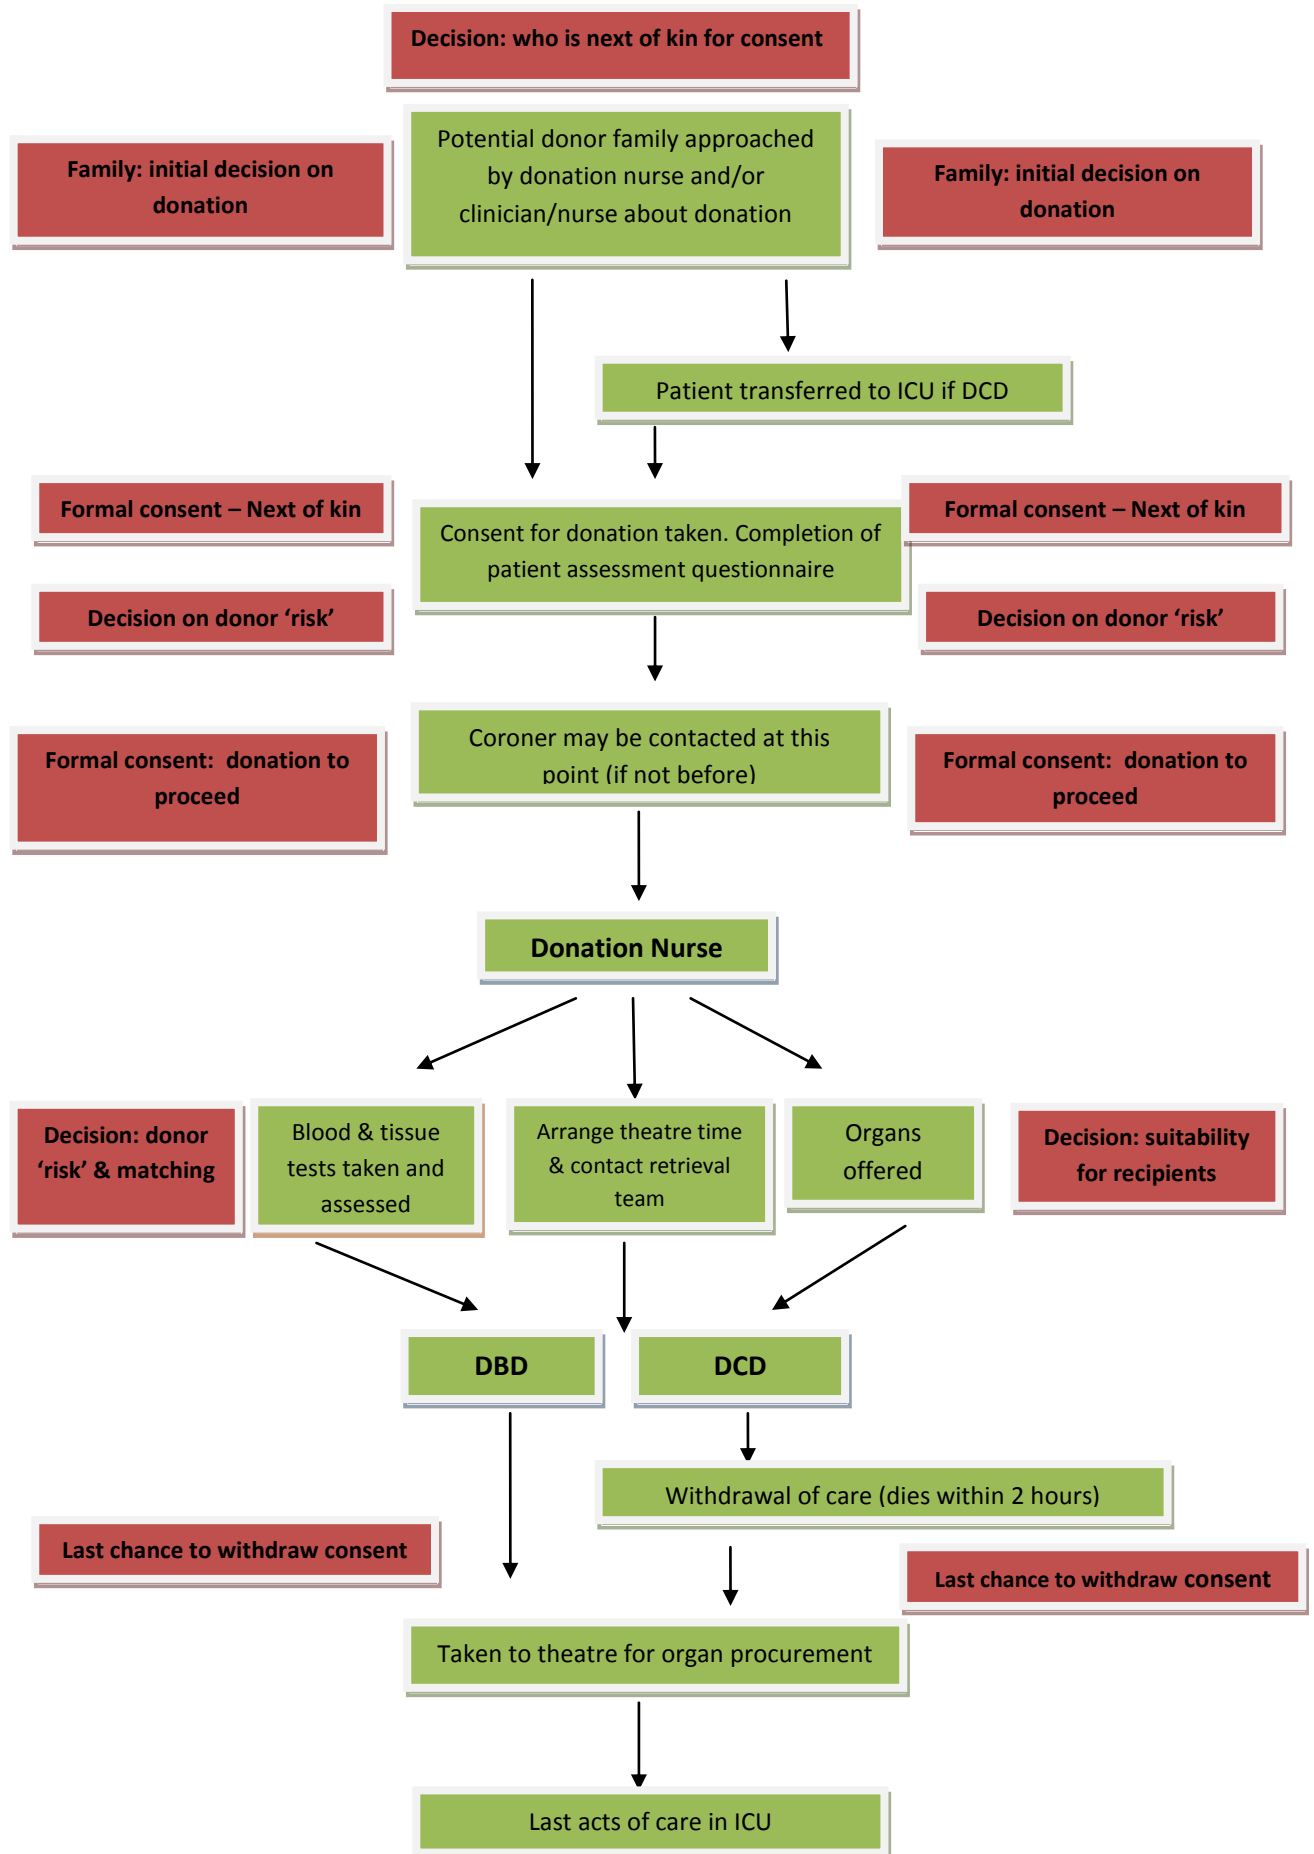 Decision: who is next of kin for consent
Potential donor family approached
by donation nurse and/or
clinician/nurse about donation
Family: initial decision on
donation
Family: initial decision on
donation
Patient transferred to ICU if DCD
Formal consent – Next of kin
Consent for donation taken. Completion of
patient assessment questionnaire
Formal consent – Next of kin
Decision on donor ‘risk’
Decision on donor ‘risk’
Coroner may be contacted at this
point (if not before)
Formal consent:  donation to
proceed
Formal consent:  donation to
proceed
Donation Nurse
Decision: donor
‘risk’ & matching
Blood & tissue
tests taken and
assessed
Arrange theatre time
& contact retrieval
team
Organs
offered
Decision: suitability
for recipients
DBD
DCD
Withdrawal of care (dies within 2 hours)
Last chance to withdraw consent
Last chance to withdraw consent
Taken to theatre for organ procurement
Last acts of care in ICU